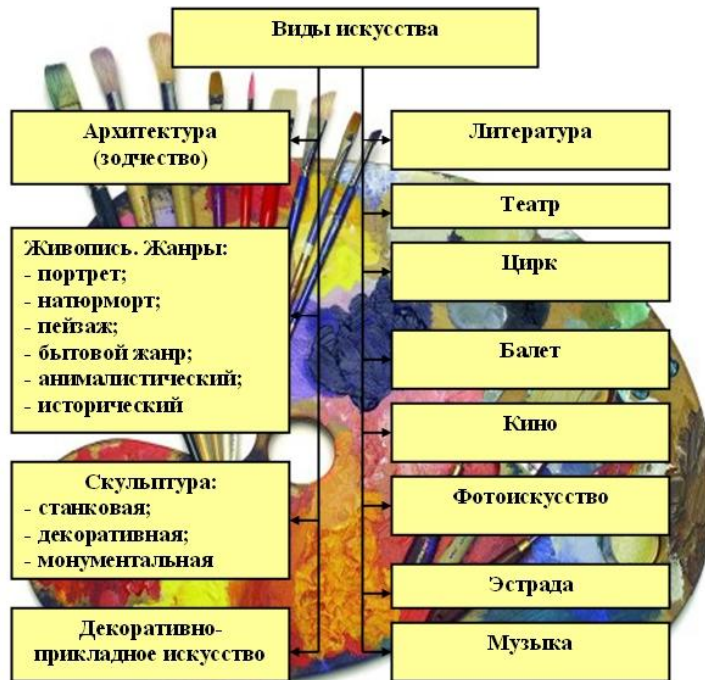 Виды искусства
Архитектура
(зодчество)
Живопись. Жанры:
- портрет;
- натюрморт;
- пейзаж;
- бытовой жанр;
- анималистический;
- исторический
Скульптура:
- станковая;
- декоративная;
- монументальная
Декоративно-
прикладное искусство
Литература
Театр
Цирк
Балет
Кино
Фотоискусство
Эстрада
Музыка